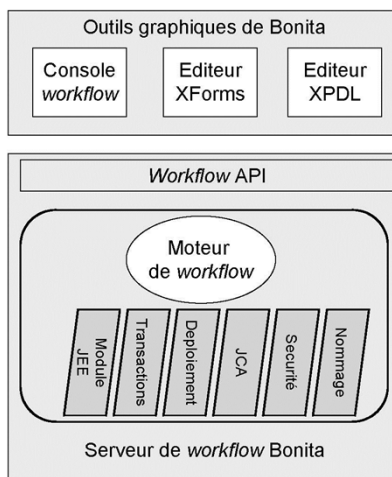 Outils graphiques de Bonita
Console
workflow
Editeur
XForms
Editeur
XPDL
Workflow API
Moteur
de workflow
Module
JEE
Transactions
Deploiement
JCA
Securité
Nommage
Serveur de workflow Bonita